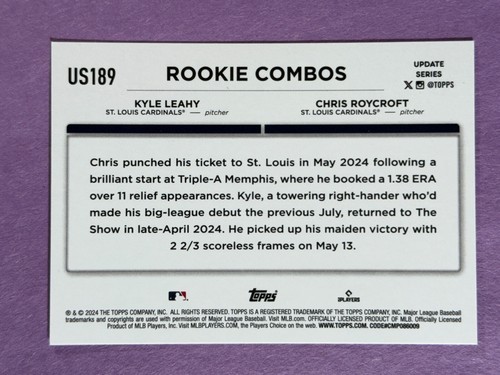 US189
ROOKIE COMBOS
UPDATE
SERIES
X @TOPPS
KYLE LEAHY
ST. LOUIS CARDINALS® — pitcher
CHRIS ROYCROFT
ST. LOUIS CARDINALS® — pitcher
Chris punched his ticket to St. Louis in May 2024 following a
brilliant start at Triple-A Memphis, where he booked a 1.38 ERA
over 11 relief appearances. Kyle, a towering right-hander who'd
made his big-league debut the previous July, returned to The
Show in late-April 2024. He picked up his maiden victory with
2 2/3 scoreless frames on May 13.
topps
PLAYERS
® & © 2024 THE TOPPS COMPANY, INC. ALL RIGHTS RESERVED. TOPPS IS A REGISTERED TRADEMARK OF THE TOPPS COMPANY, INC. Major League Baseball
trademarks and copyrights are used with permission of Major League Baseball. Visit MLB.com. OFFICIALLY LICENSED PRODUCT OF MLB. Officially Licensed
Product of MLB Players, Inc. Visit MLBPLAYERS.COM, the Players Choice on the web. WWW.TOPPS.COM. CODE#CMP086009